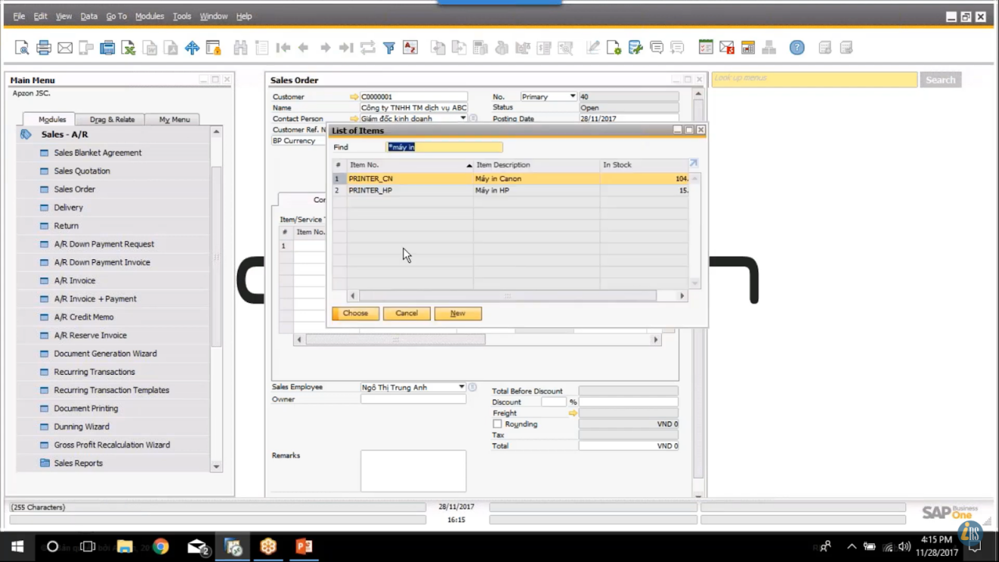 File Edit View Data Go To Modules Tools Window Help
Main Menu
Apzon JSC.
Modules Drag & Relate My Menu
Sales - A/R
Sales Blanket Agreement
Sales Quotation
Sales Order
Delivery
Return
A/R Down Payment Request
A/R Down Payment Invoice
A/R Invoice
A/R Invoice + Payment
A/R Credit Memo
A/R Reserve Invoice
Document Generation Wizard
Recurring Transactions
Recurring Transaction Templates
Document Printing
Dunning Wizard
Gross Profit Recalculation Wizard
Sales Reports
Sales Order
Customer C0000001 No. Primary 40
Name Công ty TNHH TM dịch vụ ABC Status Open
Contact Person Giám đốc kinh doanh Posting Date 28/11/2017
Customer Ref. N
BP Currency
Look up menus Search
List of Items
Find *máy in
# Item No. Item Description In Stock
1 PRINTER_CN Máy in Canon 104.
2 PRINTER_HP Máy in HP 15.
Choose Cancel New
Con
Item/Service T
# Item No.
1
Sales Employee Ngô Thị Trung Anh
Owner
Remarks
Total Before Discount
Discount %
Freight
Rounding VND 0
Tax
Total VND 0
(255 Characters) 28/11/2017
16:15
SAP Business One
2
4:15 PM
11/28/2017